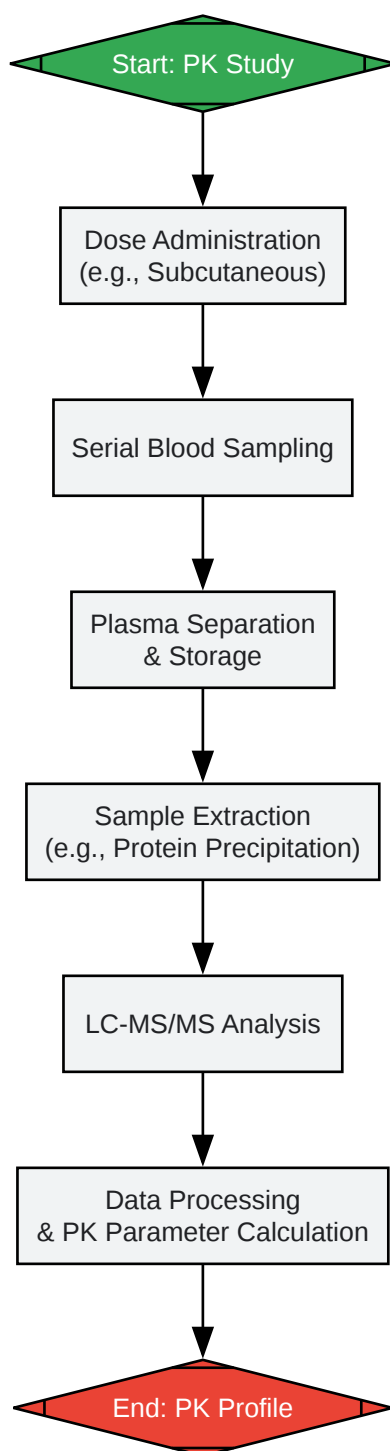 Start: PK Study
Dose Administration
(e.g., Subcutaneous)
Serial Blood Sampling
Plasma Separation
& Storage
Sample Extraction
(e.g., Protein Precipitation)
LC-MS/MS Analysis
Data Processing
& PK Parameter Calculation
End: PK Profile